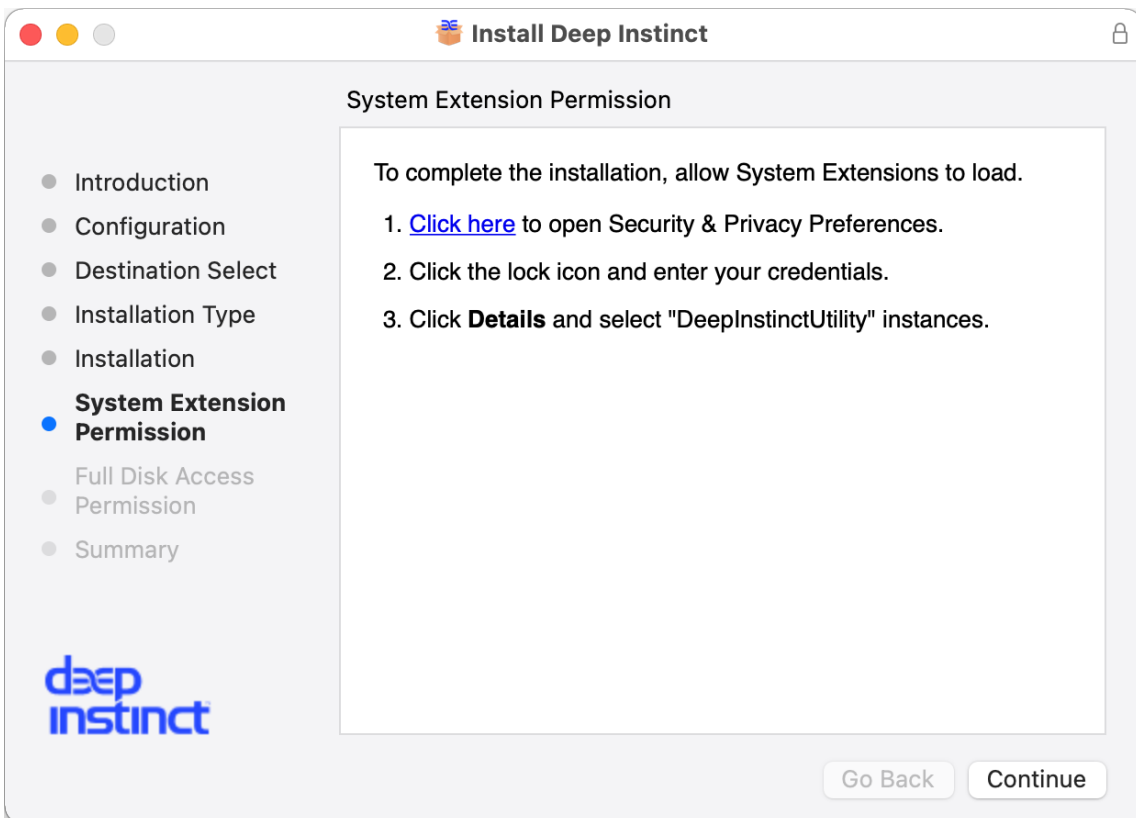 Install Deep Instinct
System Extension Permission
Introduction
Configuration
Destination Select
Installation Type
Installation
System Extension
Permission
Full Disk Access
Permission
Summary
To complete the installation, allow System Extensions to load.
1. Click here to open Security & Privacy Preferences.
2. Click the lock icon and enter your credentials.
3. Click Details and select "DeepInstinctUtility" instances.
deep
instinct
Go Back
Continue